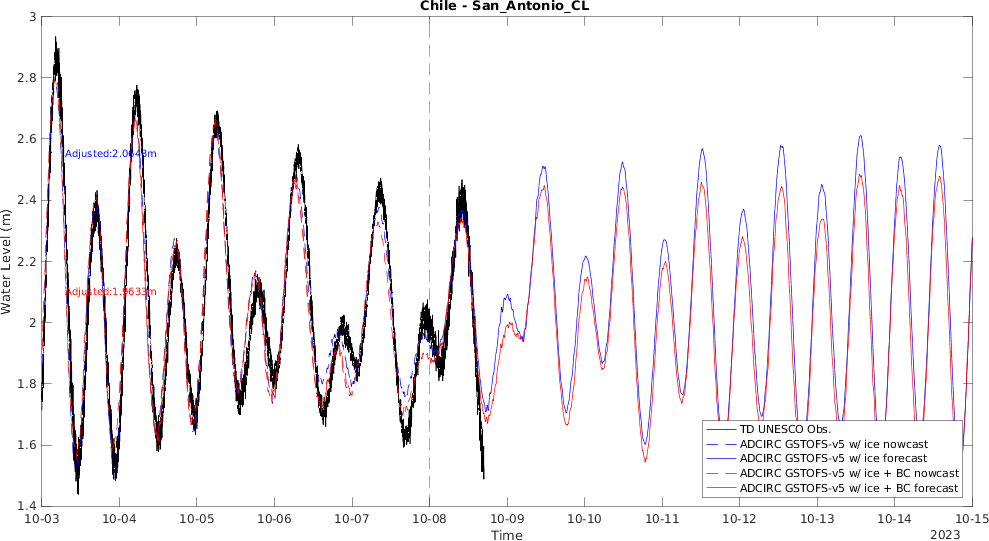 Chile - San_Antonio_CL
3
2.8
2.6
2.4
2.2
2
1.8
1.6
1.4
Water Level (m)
Adjusted:2.0643m
Adjusted:1.9633m
TD UNESCO Obs.
ADCIRC GSTOFS-v5 w/ ice nowcast
ADCIRC GSTOFS-v5 w/ ice forecast
ADCIRC GSTOFS-v5 w/ ice + BC nowcast
ADCIRC GSTOFS-v5 w/ ice + BC forecast
10-03 10-04 10-05 10-06 10-07 10-08 10-09 10-10 10-11 10-12 10-13 10-14 10-15
Time
2023